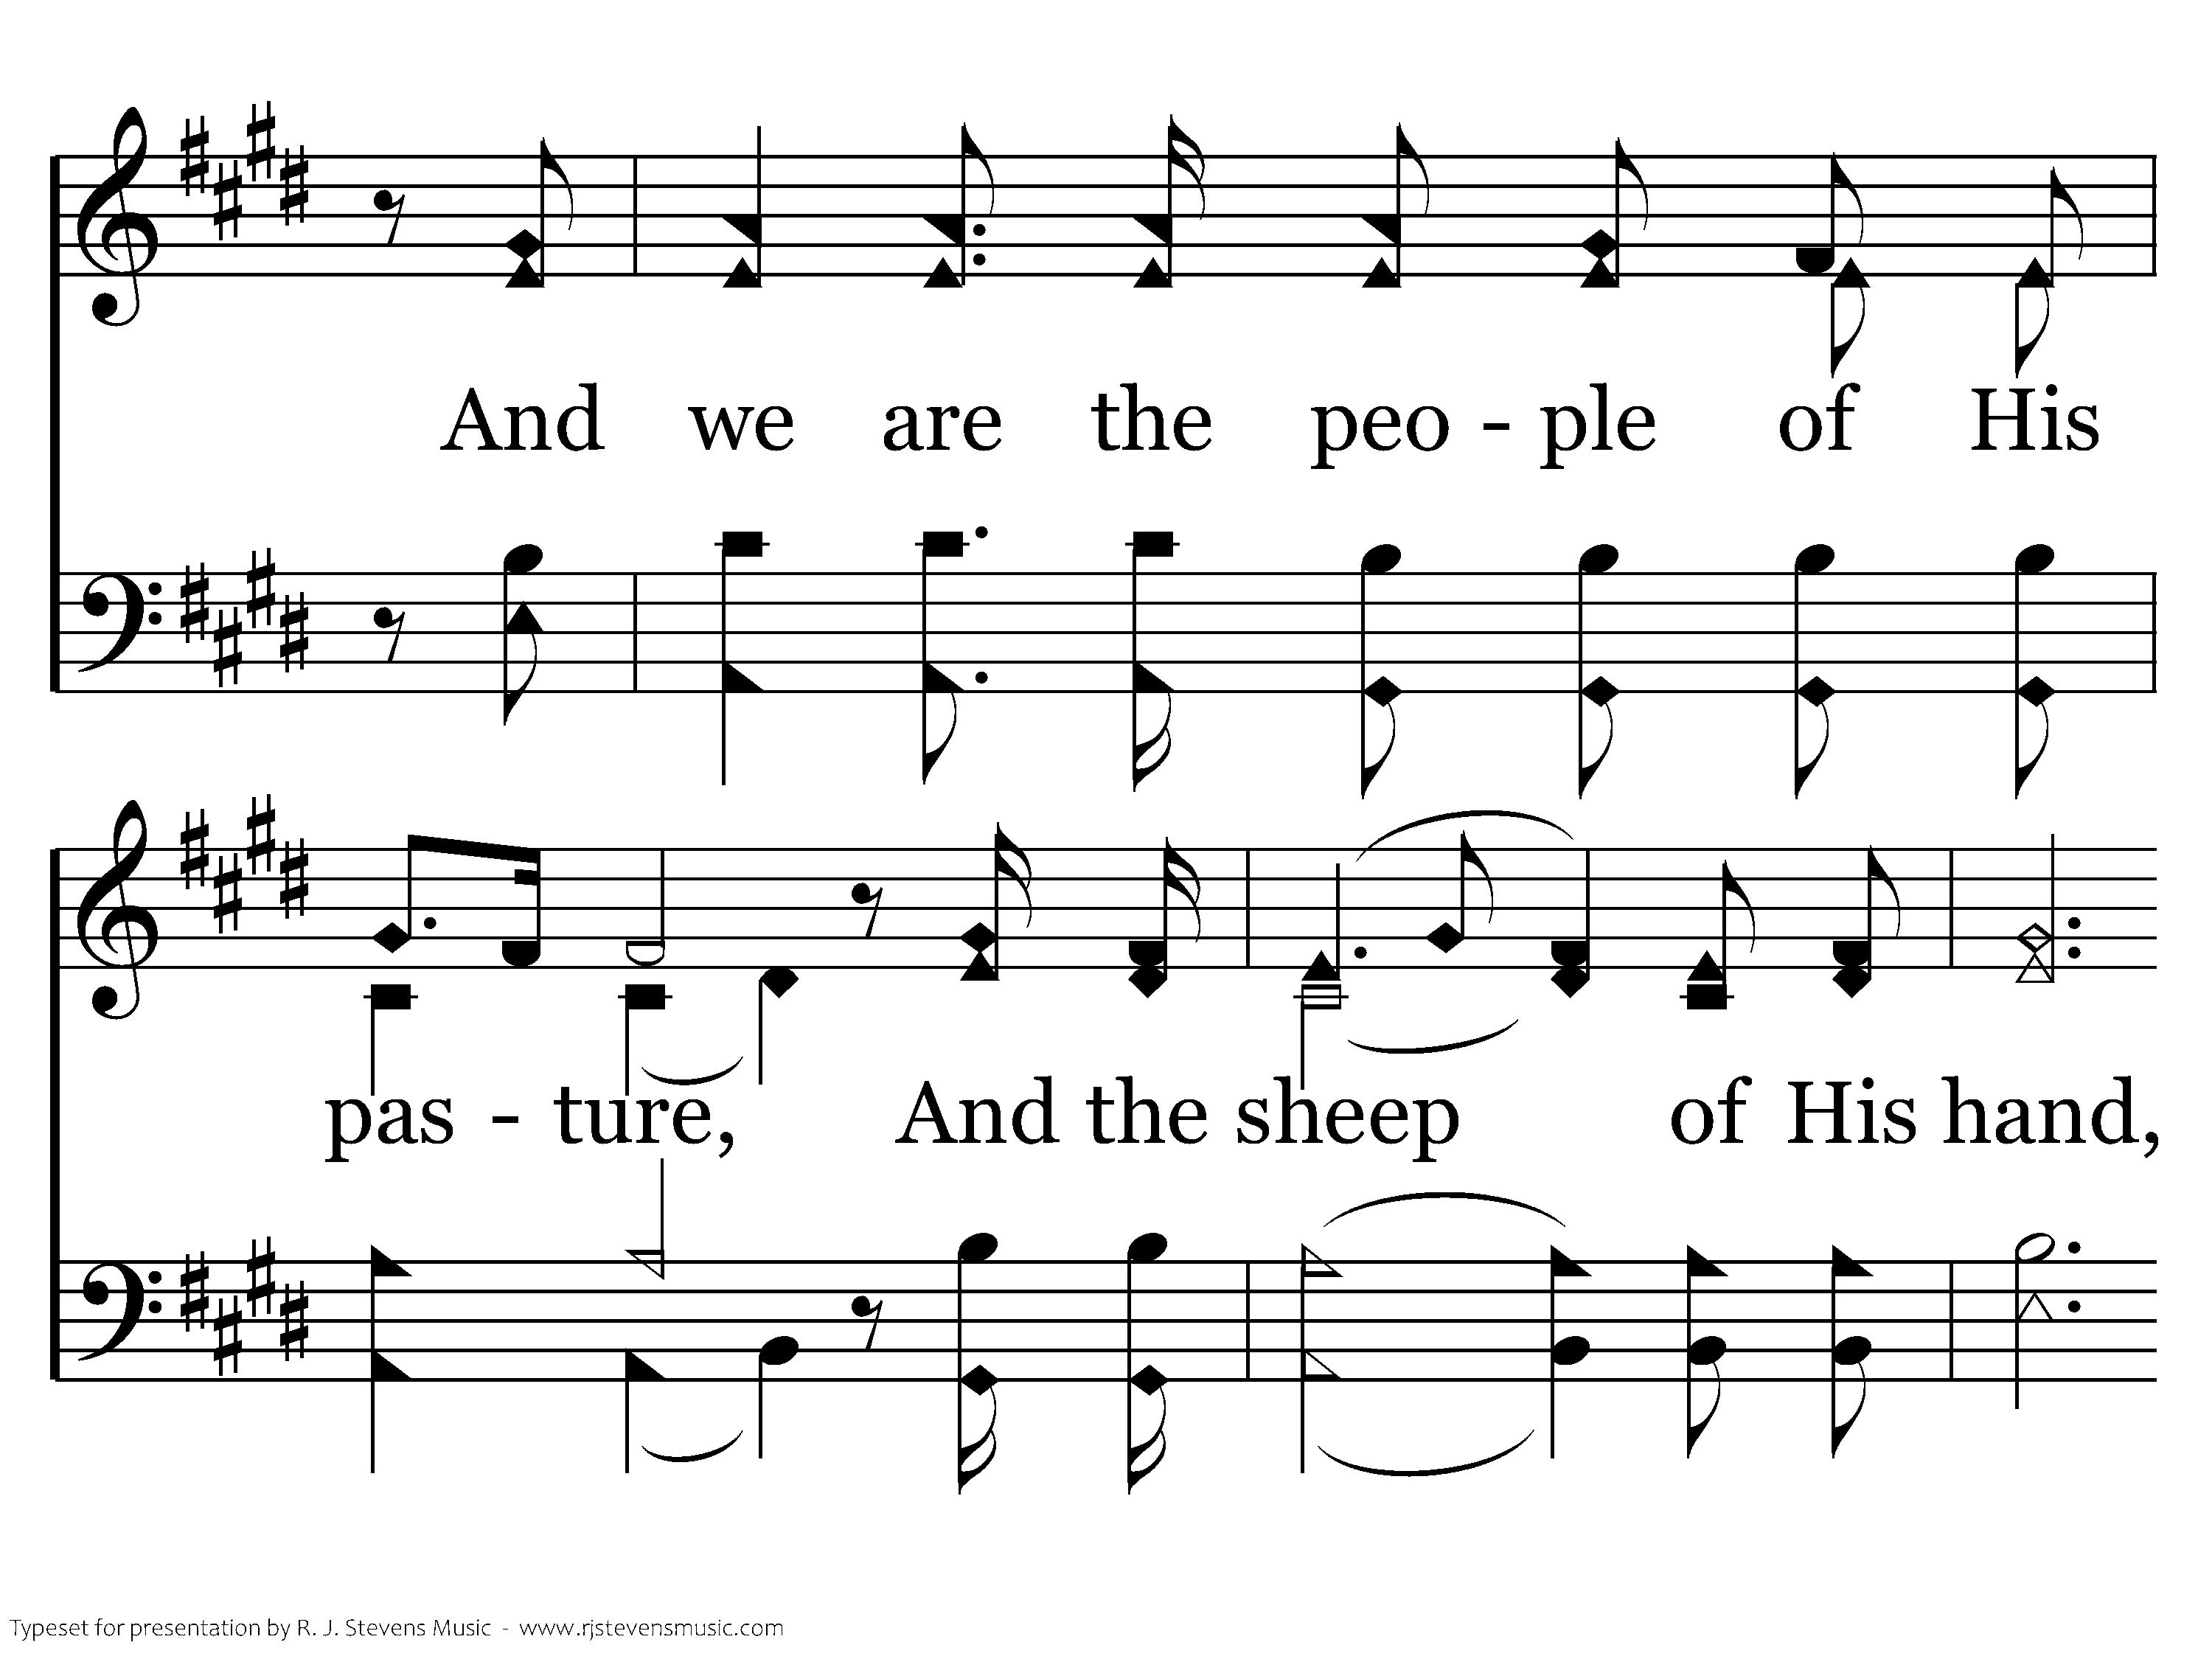 And we are the peo - ple of His
pas - ture, And the sheep of His hand,
Typeset for presentation by R. J. Stevens Music - www.rjstevensmusic.com